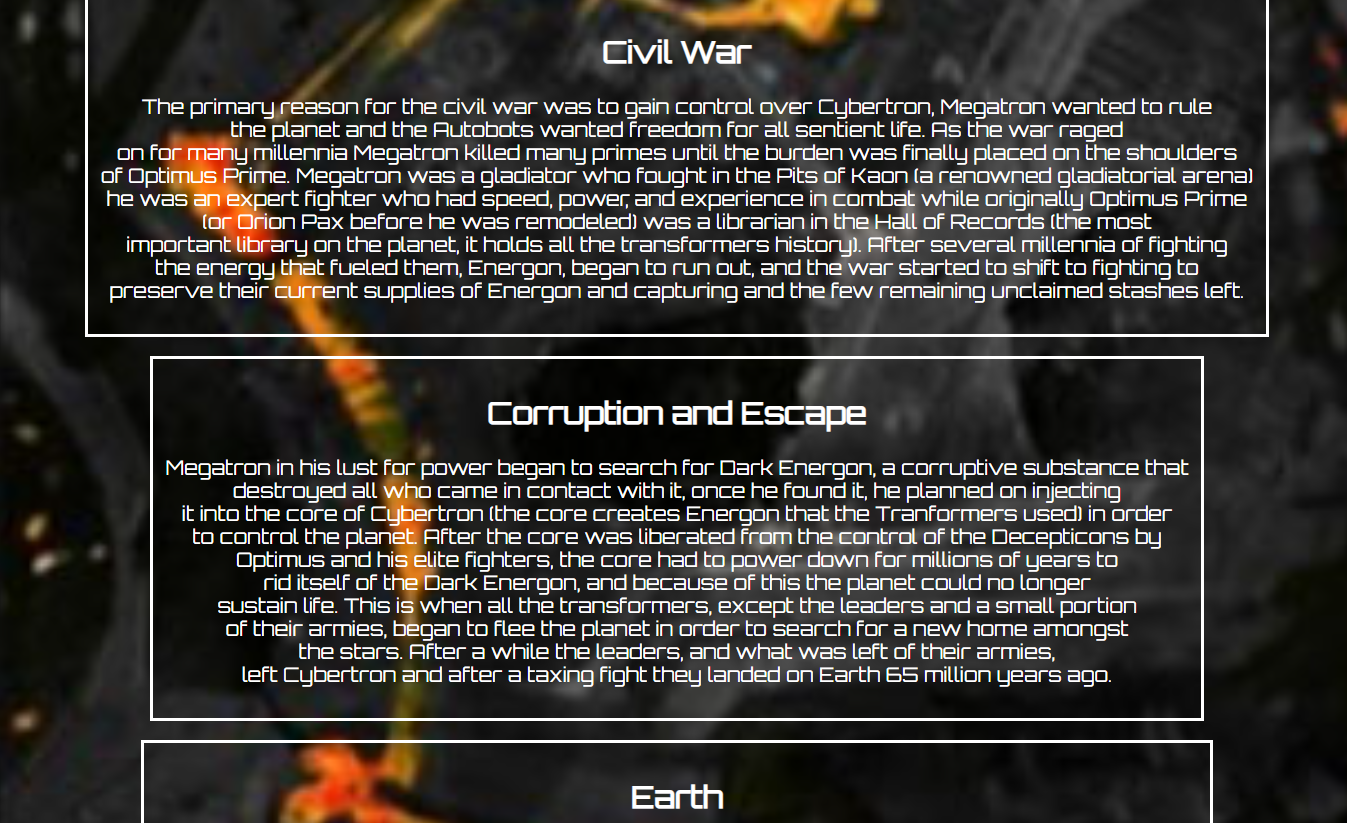 Civil War
The primary reason for the civil war was to gain control over Cybertron, Megatron wanted to rule
the planet and the Autobots wanted freedom for all sentient life. As the war raged
on for many millennia Megatron killed many primes until the burden was finally placed on the shoulders
of Optimus Prime. Megatron was a gladiator who fought in the Pits of Kaon (a renowned gladiatorial arena)
he was an expert fighter who had speed, power, and experience in combat while originally Optimus Prime
(or Orion Pax before he was remodeled) was a librarian in the Hall of Records (the most
important library on the planet, it holds all the transformers history). After several millennia of fighting
the energy that fueled them, Energon, began to run out, and the war started to shift to fighting to
preserve their current supplies of Energon and capturing and the few remaining unclaimed stashes left.
Corruption and Escape
Megatron in his lust for power began to search for Dark Energon, a corruptive substance that
destroyed all who came in contact with it, once he found it, he planned on injecting
it into the core of Cybertron (the core creates Energon that the Tranformers used) in order
to control the planet. After the core was liberated from the control of the Decepticons by
Optimus and his elite fighters, the core had to power down for millions of years to
rid itself of the Dark Energon, and because of this the planet could no longer
sustain life. This is when all the transformers, except the leaders and a small portion
of their armies, began to flee the planet in order to search for a new home amongst
the stars. After a while the leaders, and what was left of their armies,
left Cybertron and after a taxing fight they landed on Earth 65 million years ago.
Earth